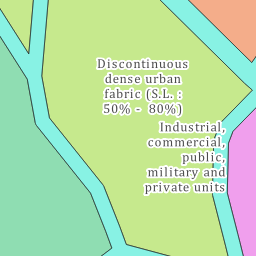 Discontinuous
dense urban
fabric (S.L. :
50% -  80%)
Industrial,
commercial,
public,
military and
private units